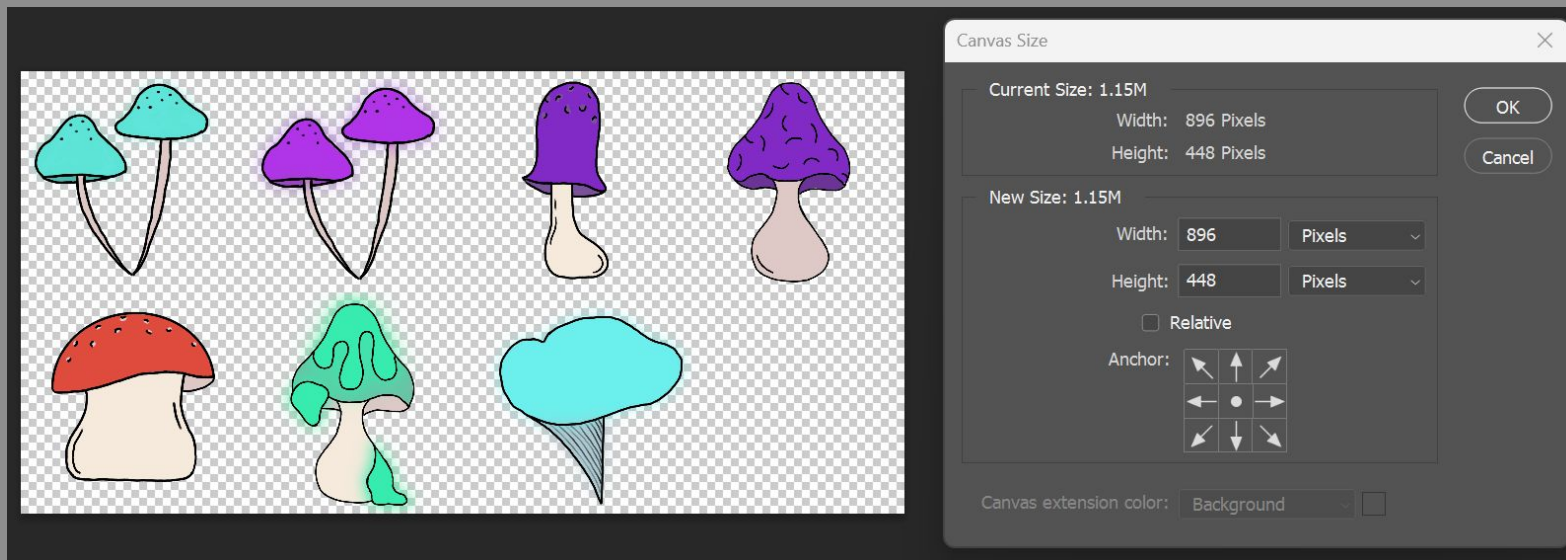 Canvas Size
Current Size: 1.15M
Width: 896 Pixels
Height: 448 Pixels
OK
Cancel
New Size: 1.15M
Width: 896 Pixels
Height: 448 Pixels
Relative
Anchor:
Canvas extension color: Background